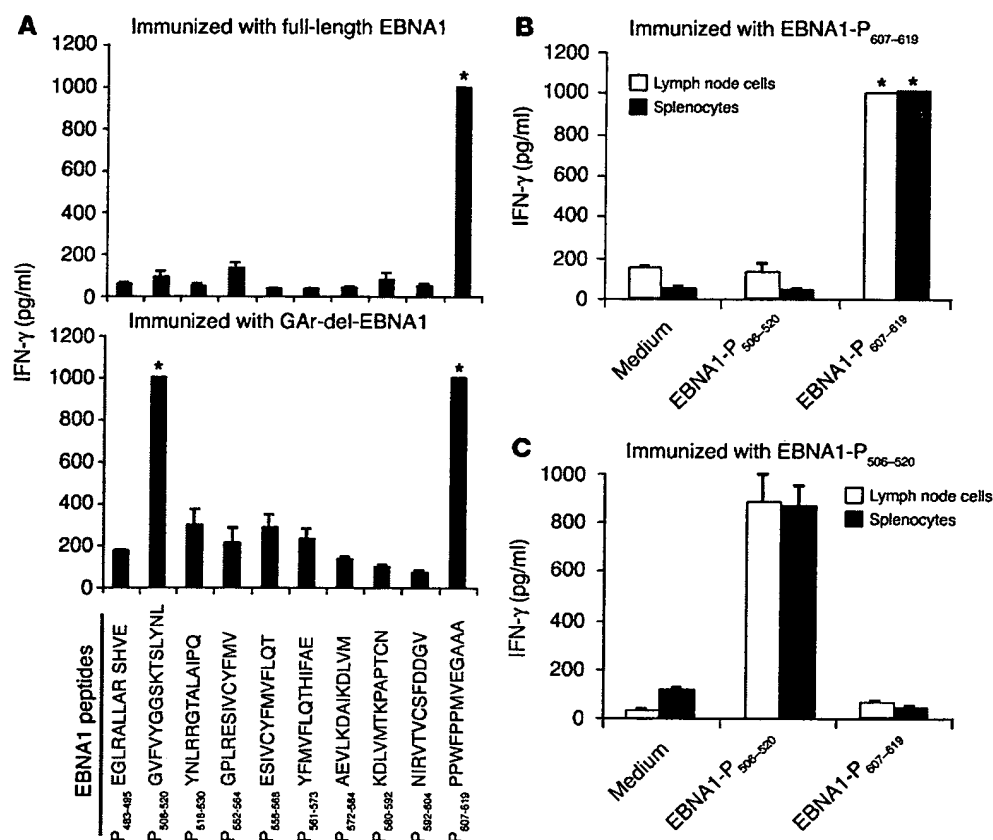 A
Immunized with full-length EBNA1
1200
1000
800
600
400
200
0
*
IFN-γ (pg/ml)
Immunized with GAr-del-EBNA1
1200
1000
800
600
400
200
0
*
*
EBNA1 peptides
P483-495 EGLRALLAR SHVE
P506-520 GVFVYGGSKTSLYNL
P518-530 YNLRRGTALAIPQ
P552-564 GPLRESIVCYFMV
ESIVCYFMVFLQT
P561-573 YFMVFLQTHIFAE
P572-584 AEVLKDAIKDLVM
P580-592 KDLVMTKPAPTCN
P592-604 NIRVTVCSFDDGV
P607-619 PPWFPPMVEGAAA
B
Immunized with EBNA1-P607–619
1200
1000
800
600
400
200
0
IFN-γ (pg/ml)
Lymph node cells
Splenocytes
* *
Medium
EBNA1-P506–520
EBNA1-P607–619
C
Immunized with EBNA1-P506–520
1000
800
600
400
200
0
IFN-γ (pg/ml)
Lymph node cells
Splenocytes
Medium
EBNA1-P506–520
EBNA1-P607–619